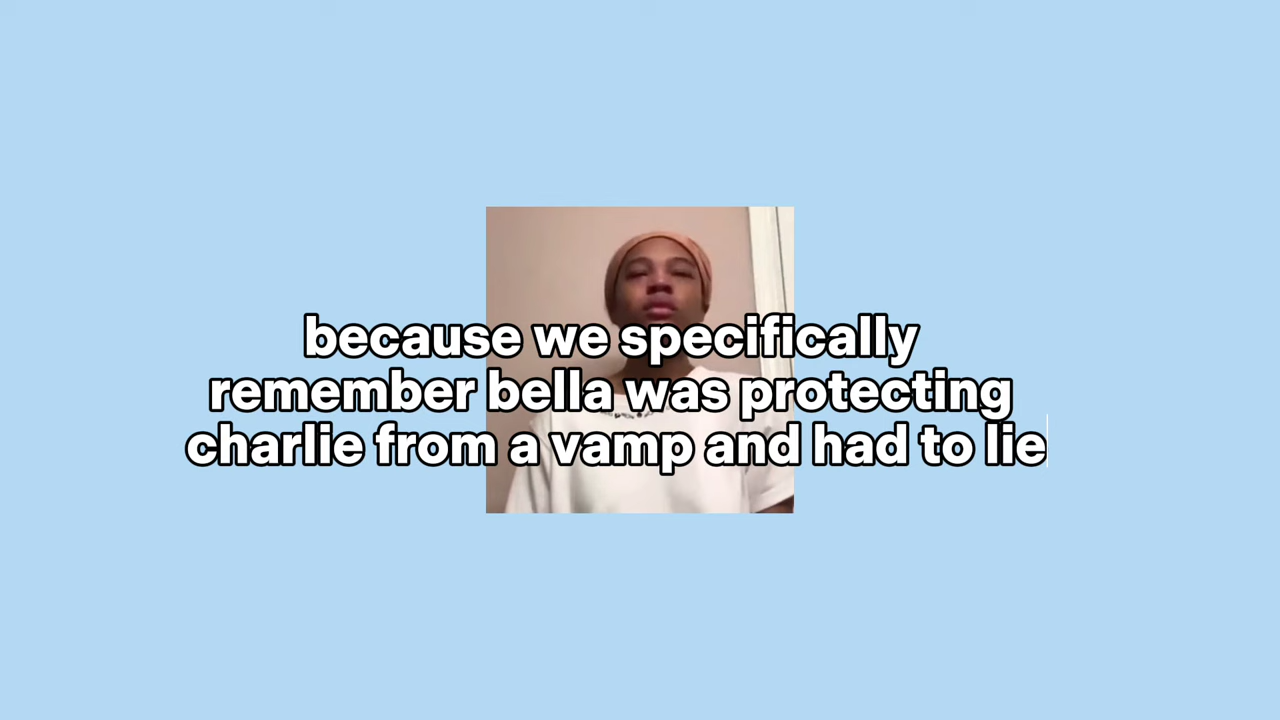 because we specifically
remember bella was protecting
charlie from a vamp and had to lie